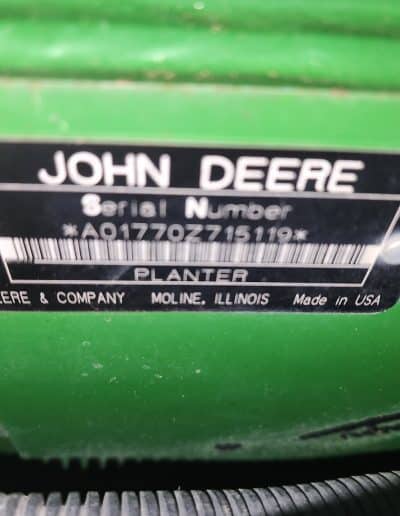 JOHN DEERE
Serial Number
*A01770Z715119*
PLANTER
EERE & COMPANY MOLINE, ILLINOIS Made in USA